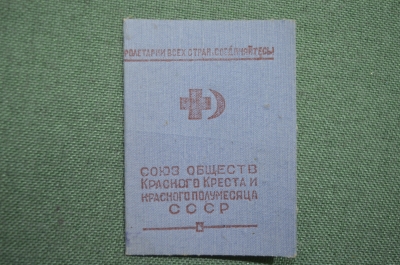 ПРОЛЕТАРИИ ВСЕХ СТРАН, СОЕДИНЯЙТЕСЬ!
СОЮЗ ОБЩЕСТВ
КРАСНОГО КРЕСТА И
КРАСНОГО ПОЛУМЕСЯЦА
СССР